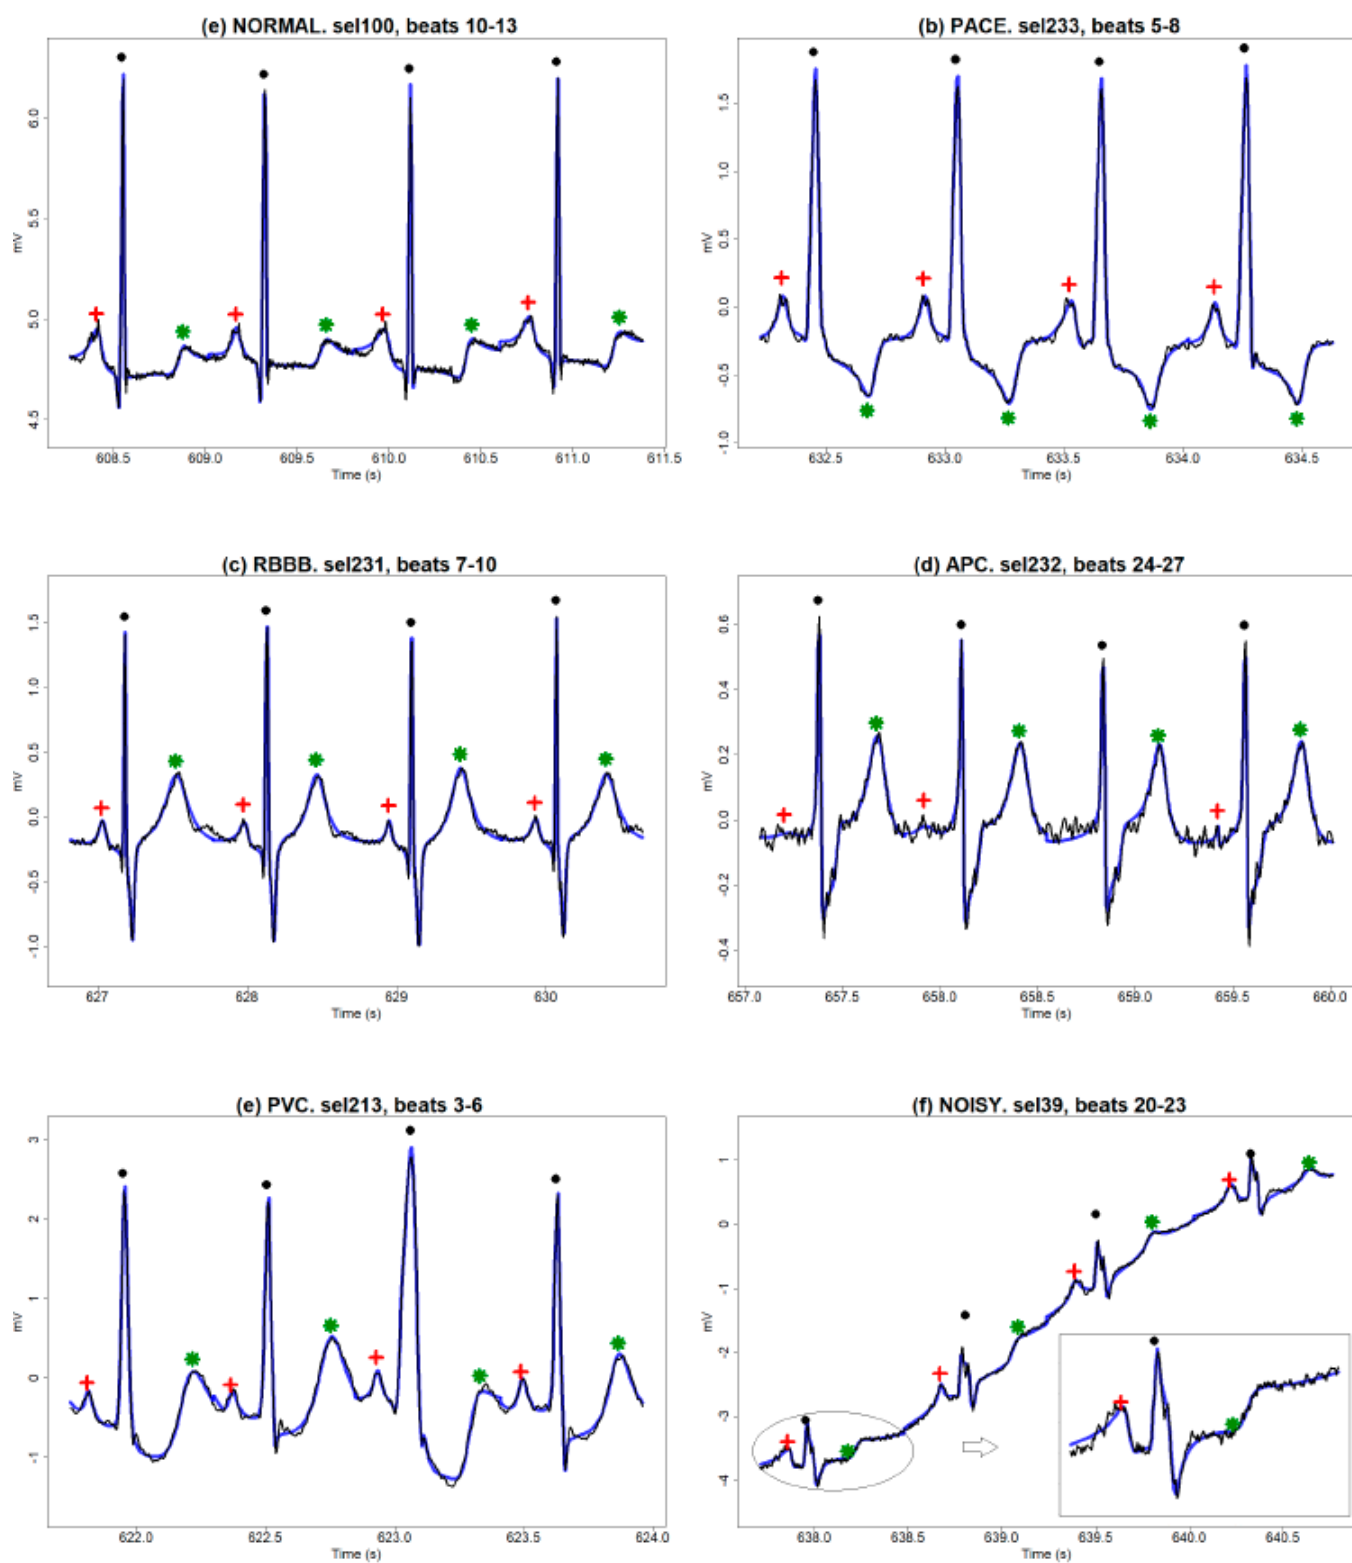 (e) NORMAL. sel100, beats 10-13
mV
6.0
5.5
5.0
4.5
608.5 609.0 609.5 610.0 610.5 611.0 611.5
Time (s)
(b) PACE. sel233, beats 5-8
mV
1.5
1.0
0.5
0.0
-0.5
-1.0
632.5 633.0 633.5 634.0 634.5
Time (s)
(c) RBBB. sel231, beats 7-10
mV
1.5
1.0
0.5
0.0
-0.5
-1.0
627 628 629 630
Time (s)
(d) APC. sel232, beats 24-27
mV
0.6
0.4
0.2
0.0
-0.2
-0.4
657.0 657.5 658.0 658.5 659.0 659.5 660.0
Time (s)
(e) PVC. sel213, beats 3-6
mV
3
2
1
0
-1
622.0 622.5 623.0 623.5 624.0
Time (s)
(f) NOISY. sel39, beats 20-23
mV
1
0
-1
-2
-3
-4
638.0 638.5 639.0 639.5 640.0 640.5
Time (s)